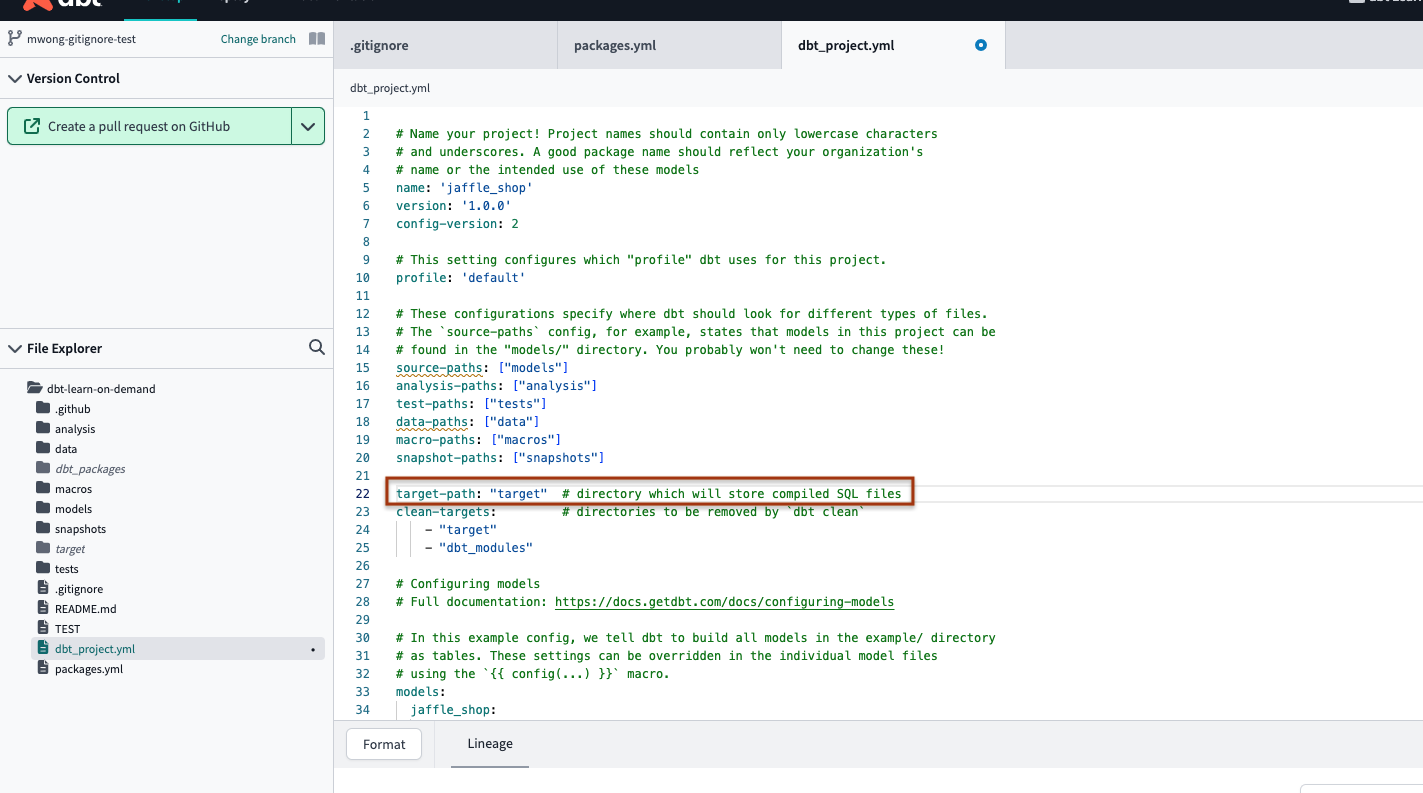 dbt
mwong-gitignore-test
Change branch
Version Control
Create a pull request on GitHub
File Explorer
dbt-learn-on-demand
.github
analysis
data
dbt_packages
macros
models
snapshots
target
tests
.gitignore
README.md
TEST
dbt_project.yml
packages.yml
.gitignore
packages.yml
dbt_project.yml
dbt_project.yml
1
2 # Name your project! Project names should contain only lowercase characters
3 # and underscores. A good package name should reflect your organization's
4 # name or the intended use of these models
5 name: 'jaffle_shop'
6 version: '1.0.0'
7 config-version: 2
8
9 # This setting configures which "profile" dbt uses for this project.
10 profile: 'default'
11
12 # These configurations specify where dbt should look for different types of files.
13 # The `source-paths` config, for example, states that models in this project can be
14 # found in the "models/" directory. You probably won't need to change these!
15 source-paths: ["models"]
16 analysis-paths: ["analysis"]
17 test-paths: ["tests"]
18 data-paths: ["data"]
19 macro-paths: ["macros"]
20 snapshot-paths: ["snapshots"]
21
22 target-path: "target"  # directory which will store compiled SQL files
23 clean-targets:         # directories to be removed by `dbt clean`
24     - "target"
25     - "dbt_modules"
26
27 # Configuring models
28 # Full documentation: https://docs.getdbt.com/docs/configuring-models
29
30 # In this example config, we tell dbt to build all models in the example/ directory
31 # as tables. These settings can be overridden in the individual model files
32 # using the `{{ config(...) }}` macro.
33 models:
34   jaffle_shop:
Format
Lineage